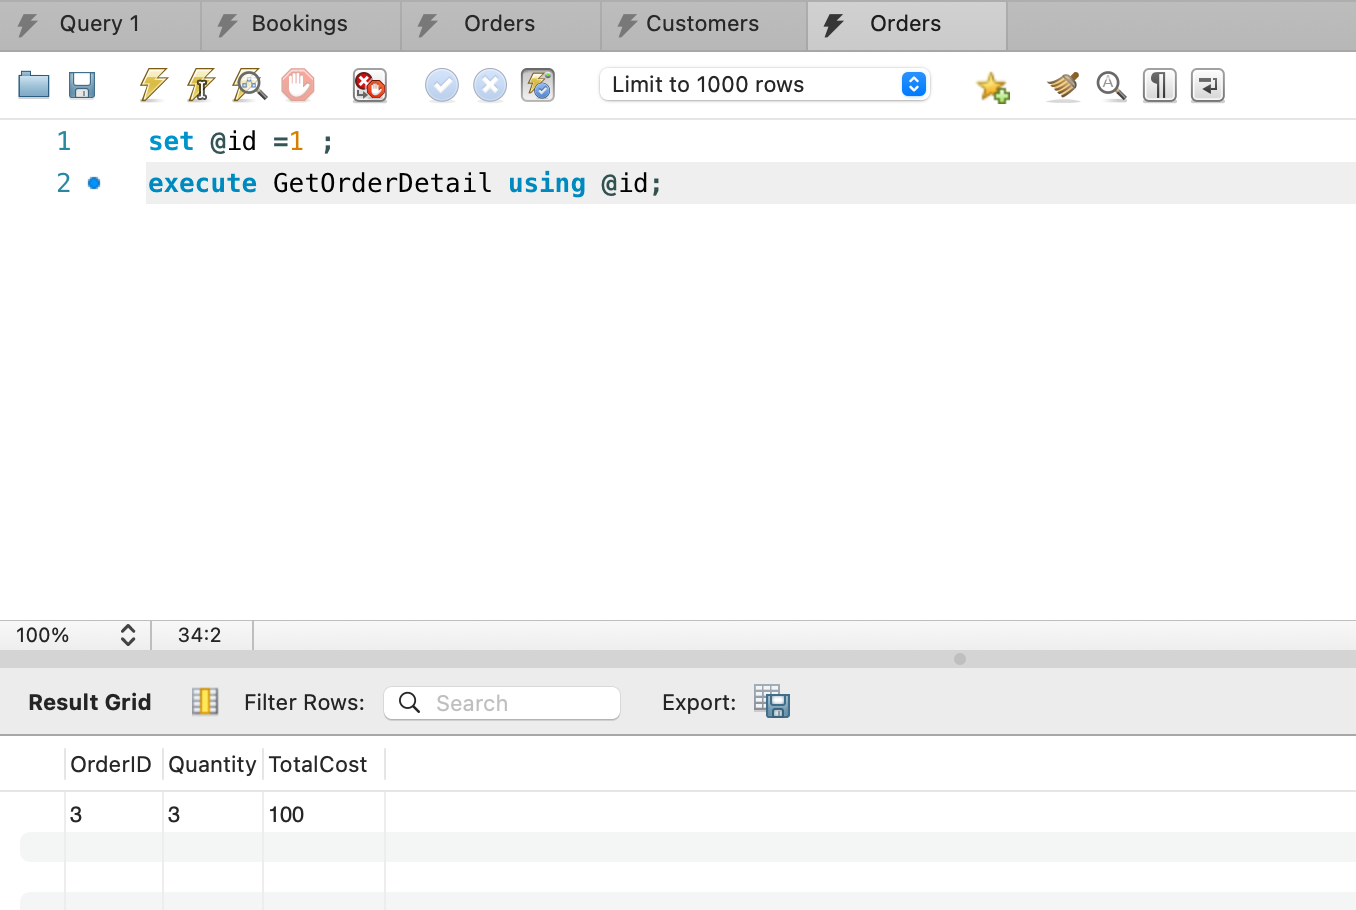 Query 1 Bookings Orders Customers Orders
Limit to 1000 rows
1 set @id =1 ;
2 execute GetOrderDetail using @id;
100% 34:2
Result Grid Filter Rows: Search Export:
OrderID Quantity TotalCost
3 3 100